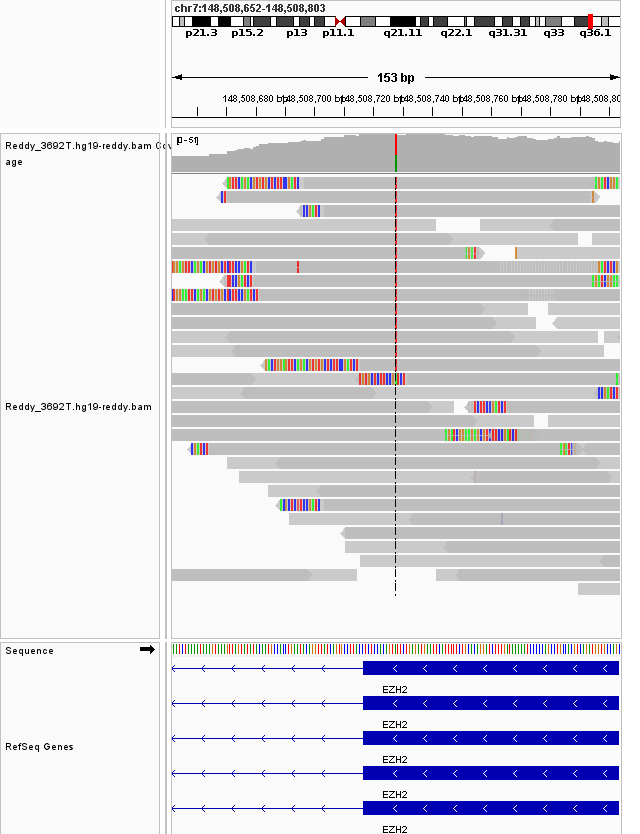 chr7:148,508,652-148,508,803
p21.3 p15.2 p13 p11.1 q21.11 q22.1 q31.31 q33 q36.1
153 bp
148,508,680 bp 148,508,700 bp 148,508,720 bp 148,508,740 bp 148,508,760 bp 148,508,780 bp 148,508,80
Reddy_3692T.hg19-reddy.bam Cov
age
[0-51]
Reddy_3692T.hg19-reddy.bam
Sequence
EZH2
EZH2
RefSeq Genes
EZH2
EZH2
EZH2